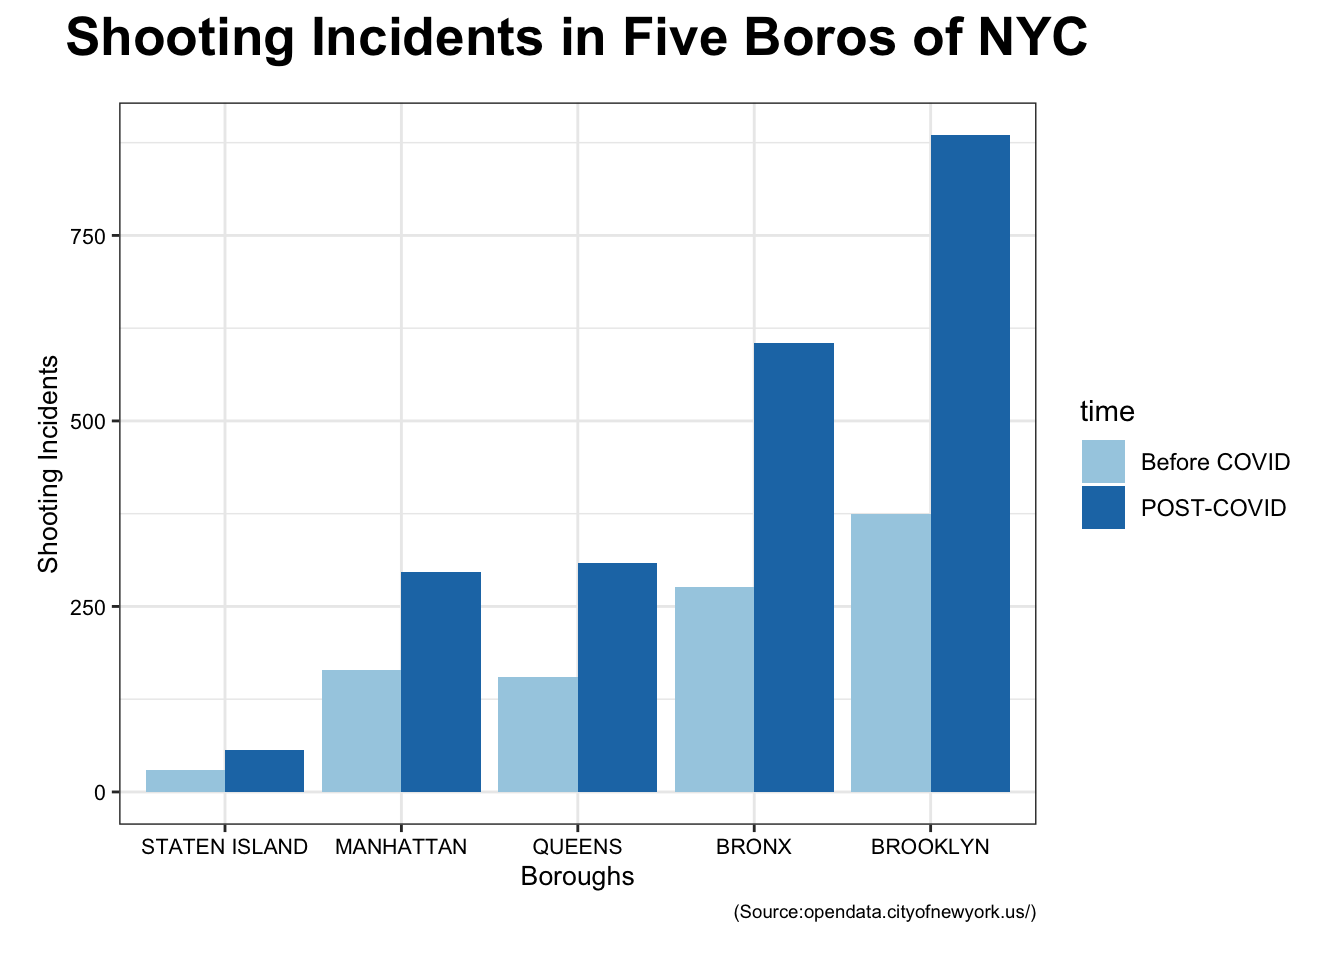 Shooting Incidents in Five Boros of NYC
Shooting Incidents
750
500
250
0
STATEN ISLAND
MANHATTAN
QUEENS
BRONX
BROOKLYN
Boroughs
(Source:opendata.cityofnewyork.us/)
time
Before COVID
POST-COVID